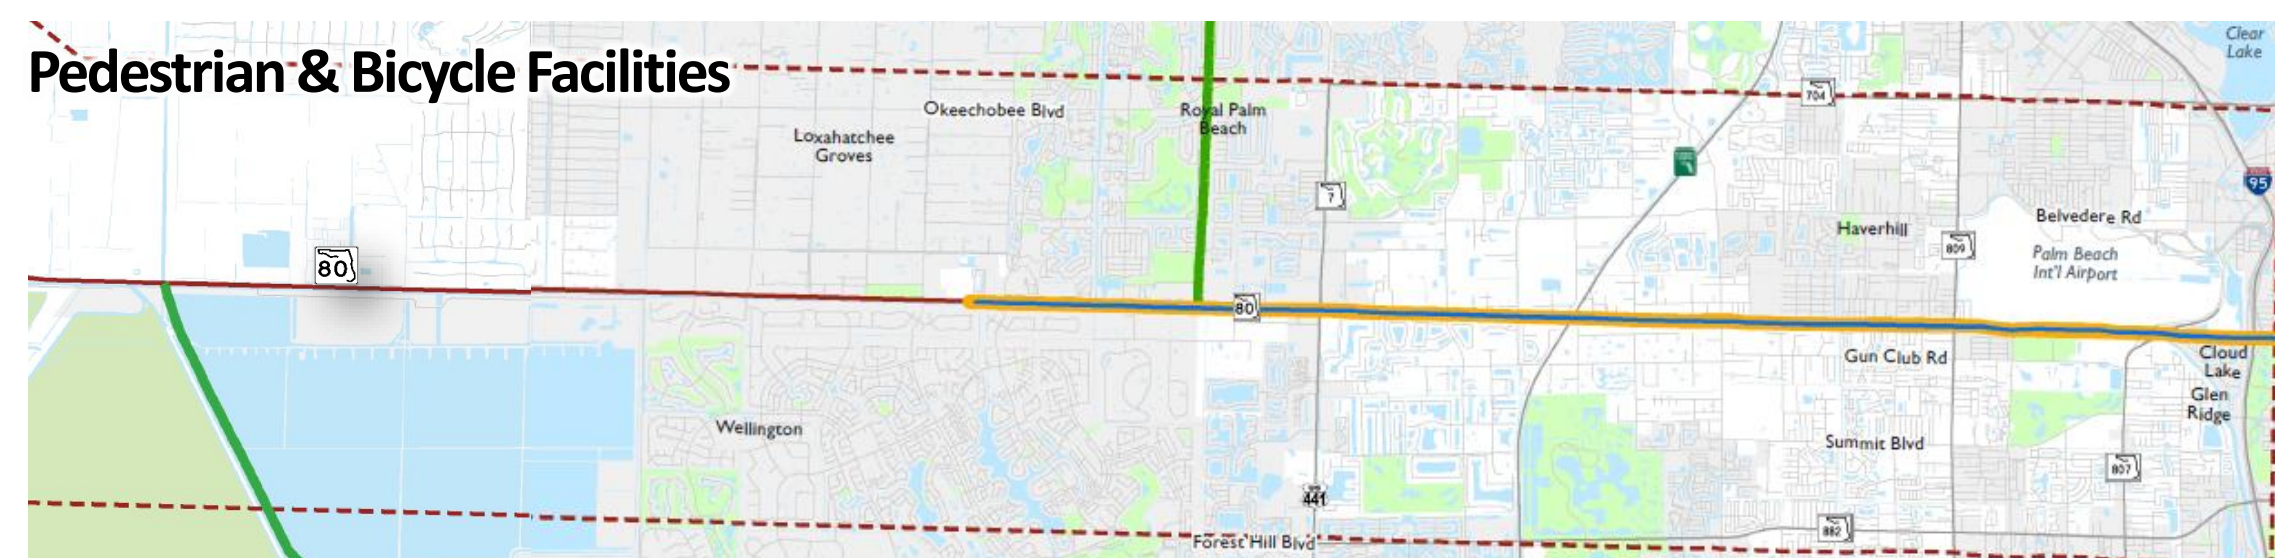 Pedestrian & Bicycle Facilities
Clear
Lake
704
Okeechobee Blvd
Royal Palm
Beach
Loxahatchee
Groves
7
95
Belvedere Rd
Haverhill
809
Palm Beach
Int'l Airport
80
80
Gun Club Rd
Cloud
Lake
Glen
Ridge
Wellington
Summit Blvd
807
441
882
Forest Hill Blvd